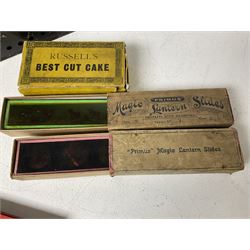 RUSSELL'S
BEST CUT CAKE
PRIMUS
Magic Lantern Slides
"Primus" Magic Lantern Slides